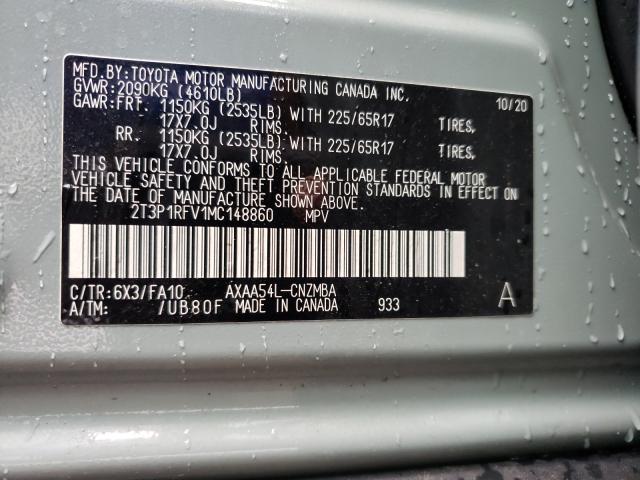 MFD.BY:TOYOTA MOTOR MANUFACTURING CANADA INC.
GVWR:2090KG (4610LB) 10/20
GAWR:FRT. 1150KG (2535LB) WITH 225/65R17 TIRES,
17X7.0J RIMS.
RR. 1150KG (2535LB) WITH 225/65R17 TIRES,
17X7.0J RIMS.
THIS VEHICLE CONFORMS TO ALL APPLICABLE FEDERAL MOTOR
VEHICLE SAFETY AND THEFT PREVENTION STANDARDS IN EFFECT ON
THE DATE OF MANUFACTURE SHOWN ABOVE.
2T3P1RFV1MC148860 MPV
C/TR:6X3/FA10 AXAA54L-CNZMBA A
A/TM: /UB80F MADE IN CANADA 933